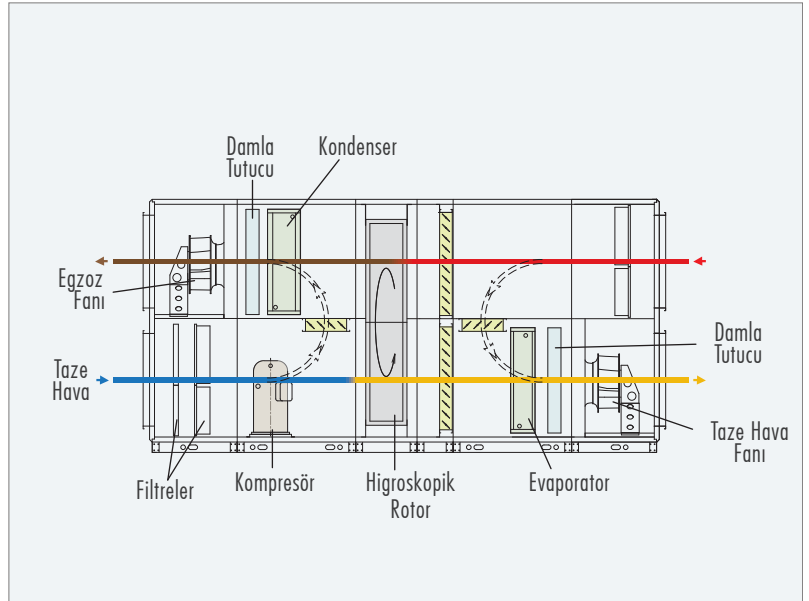 Damla
Tutucu
Kondenser
Egzoz
Fanı
Taze
Hava
Damla
Tutucu
Taze Hava
Fanı
Filtreler
Kompresör
Higroskopik
Rotor
Evaporator